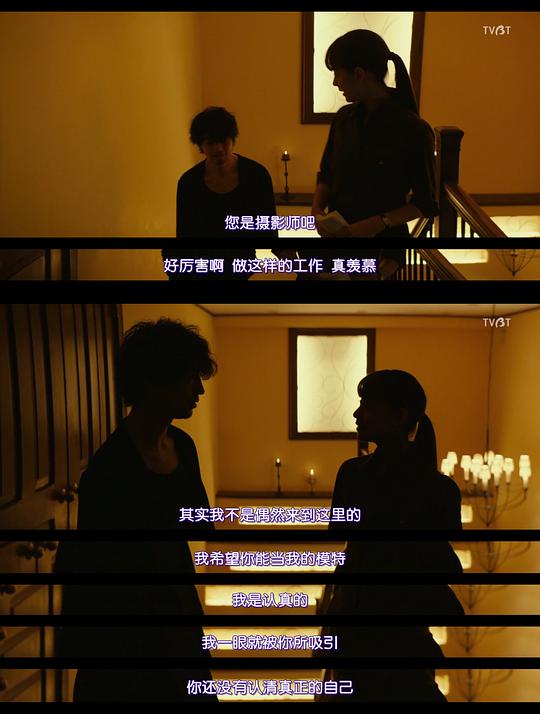 TVBT
您是摄影师吧
好厉害啊 做这样的工作 真羡慕
TVBT
其实我不是偶然来到这里的
我希望你能当我的模特
我是认真的
我一眼就被你所吸引
你还没有认清真正的自己